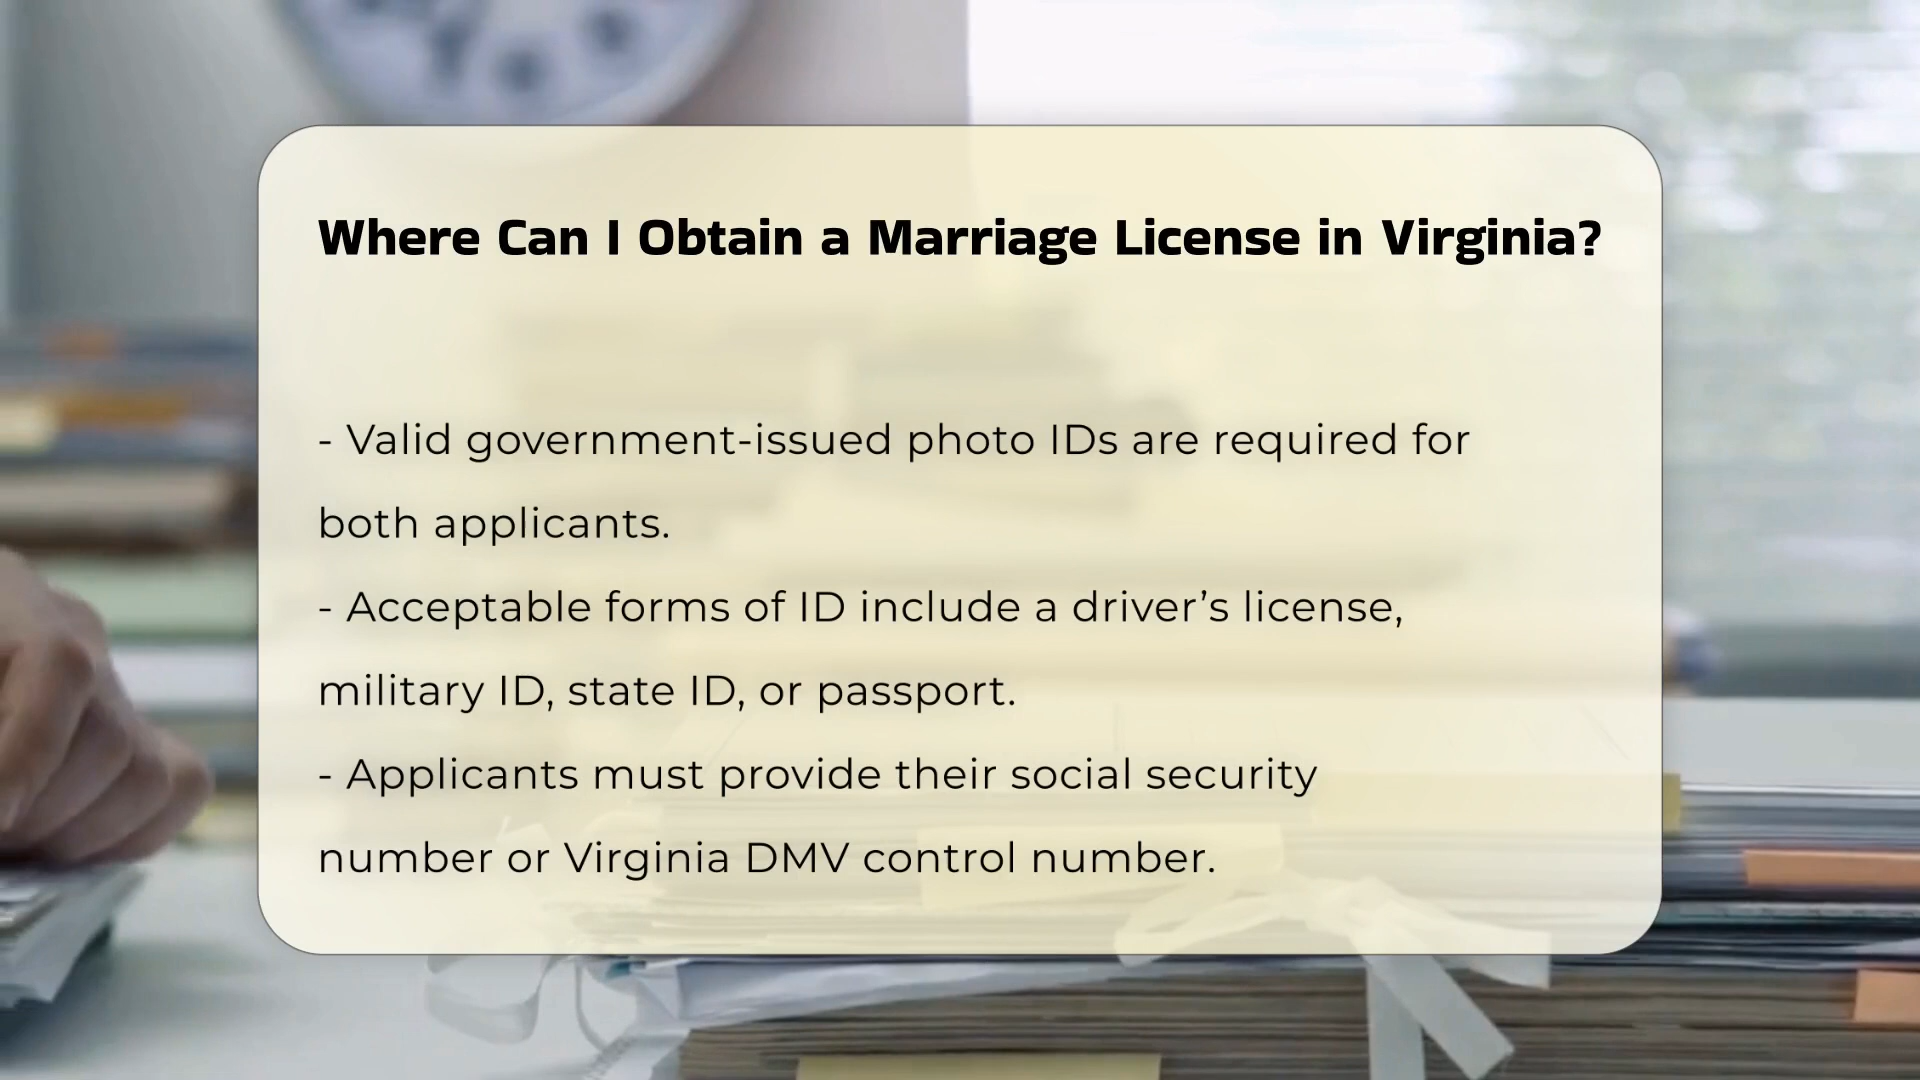 Where Can I Obtain a Marriage License in Virginia?
- Valid government-issued photo IDs are required for
both applicants.
- Acceptable forms of ID include a driver’s license,
military ID, state ID, or passport.
- Applicants must provide their social security
number or Virginia DMV control number.